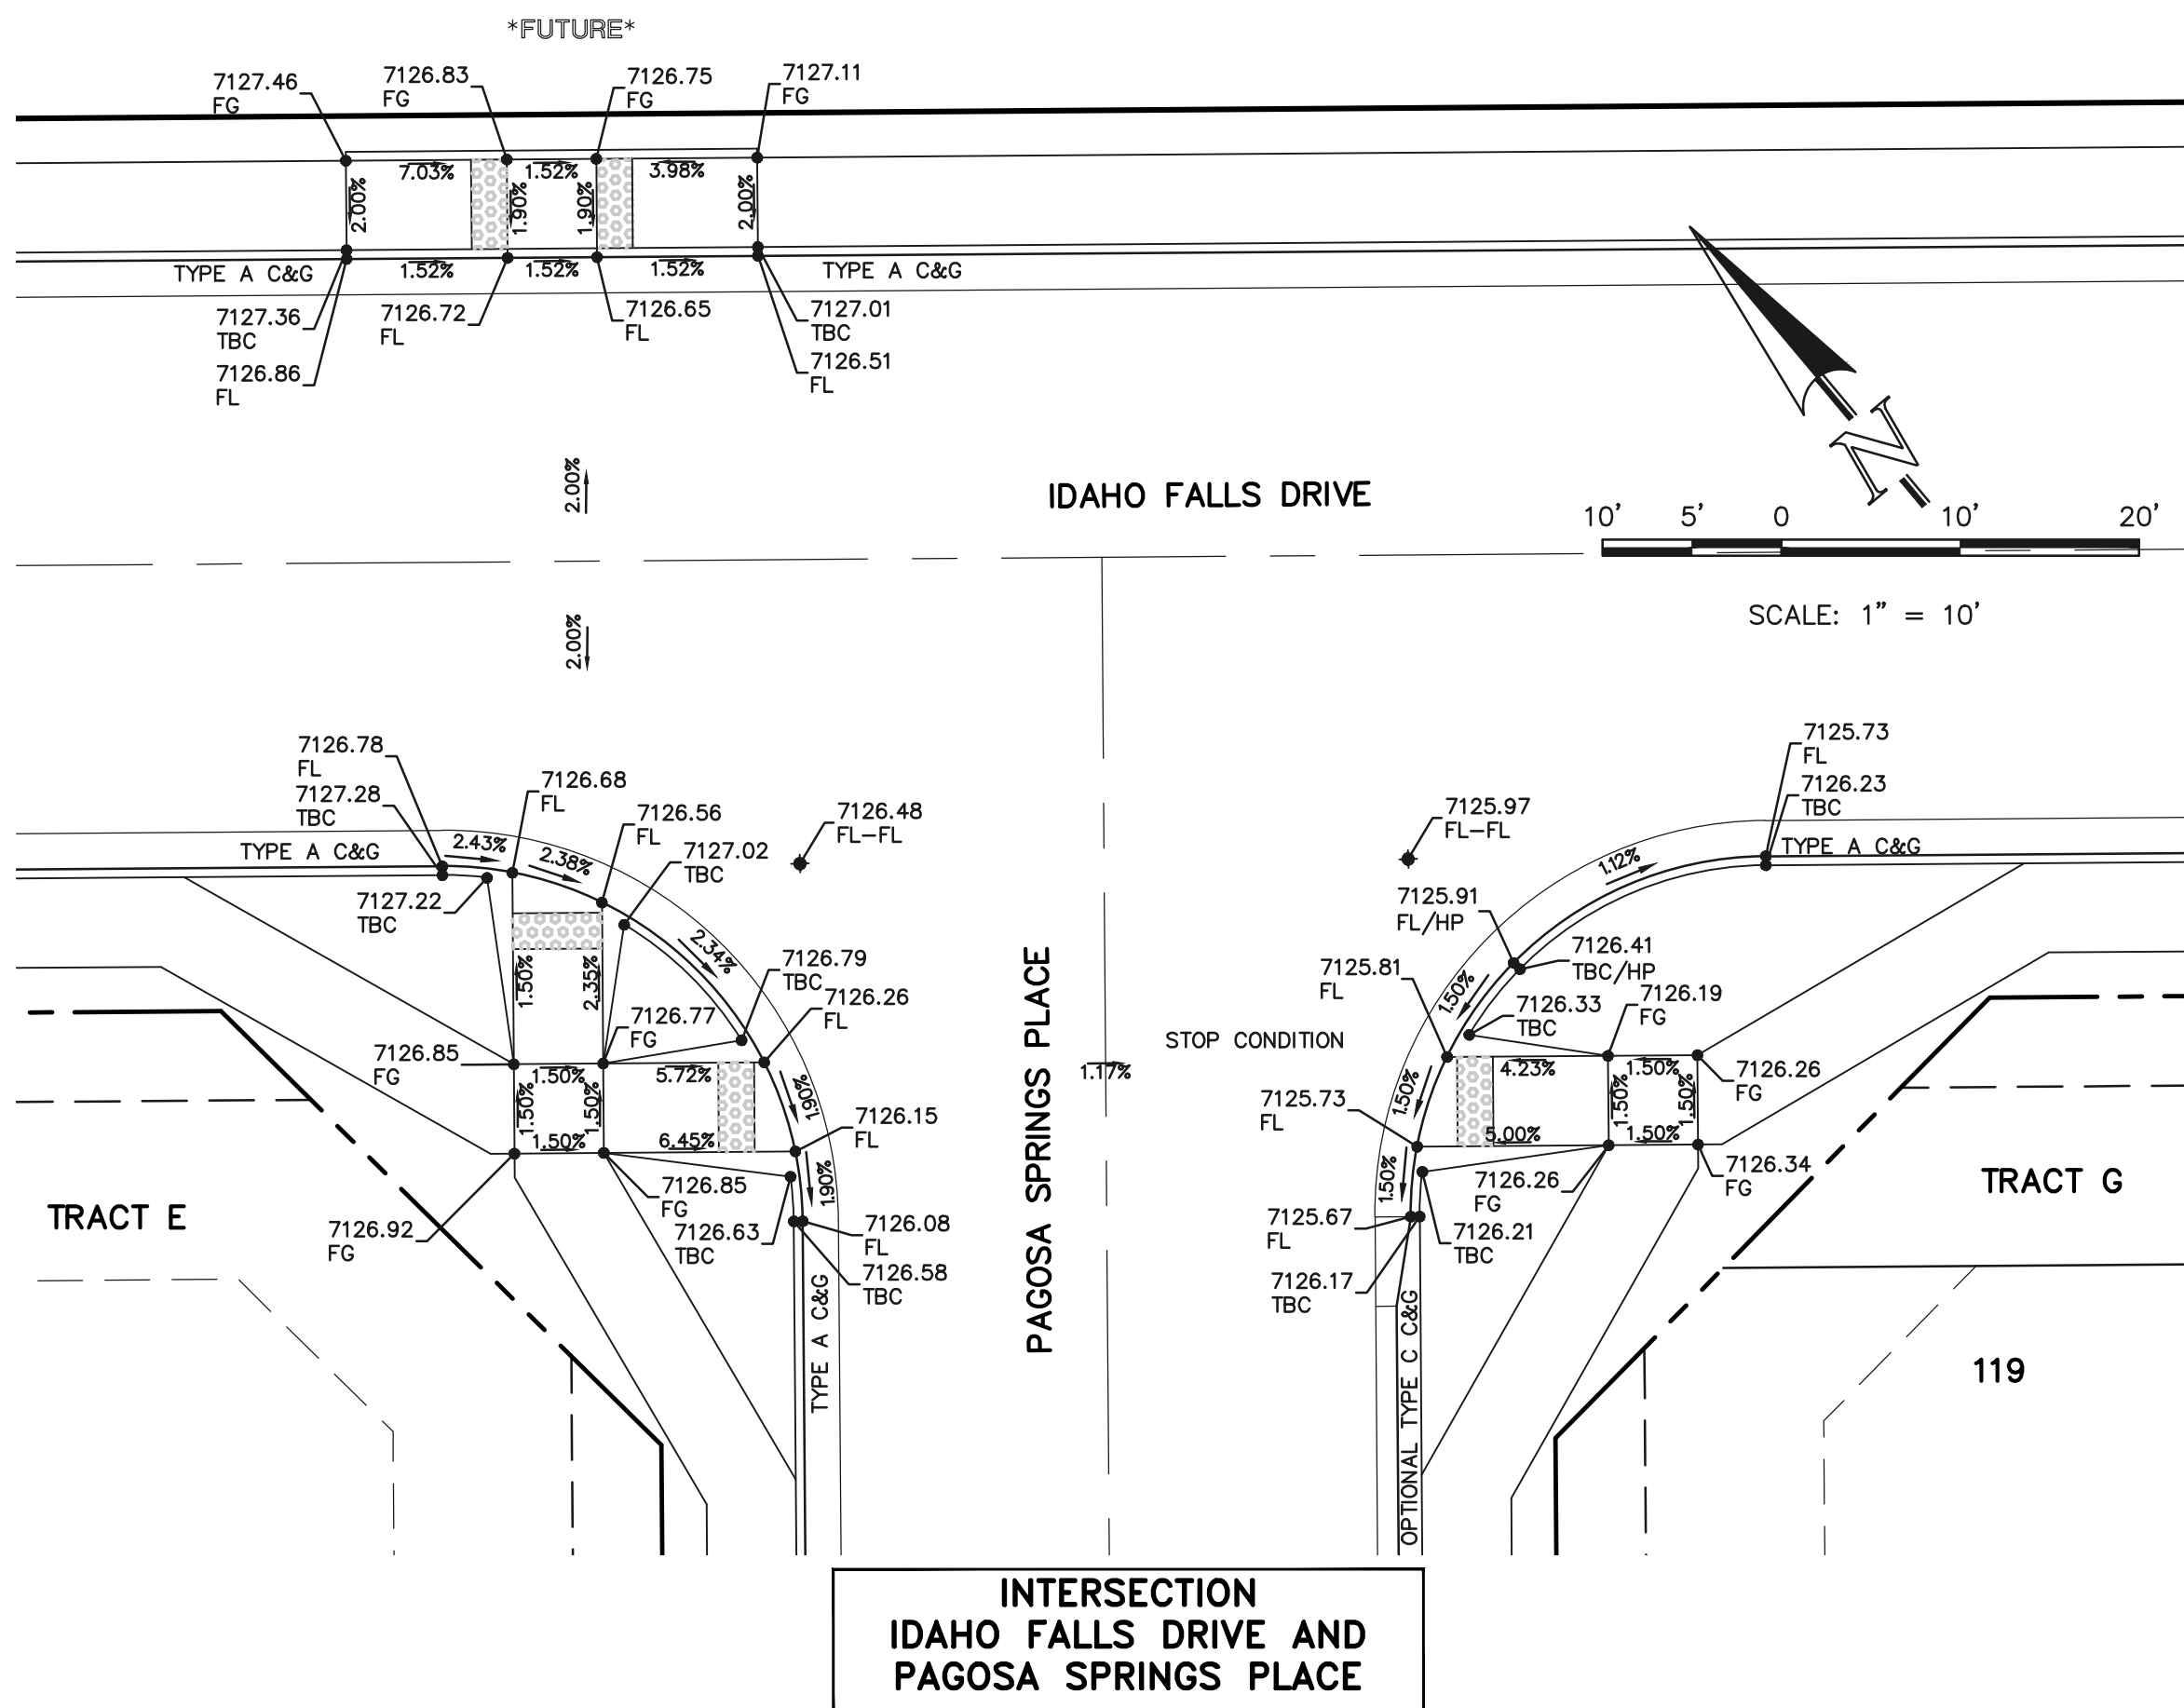 *FUTURE*
7127.46
FG
7126.83
FG
7126.75
FG
7127.11
FG
7.03%
1.52%
3.98%
2.00%
1.90%
1.90%
2.00%
TYPE A C&G
1.52%
1.52%
1.52%
TYPE A C&G
7127.36
TBC
7126.72
FL
7126.65
FL
7127.01
TBC
7126.86
FL
7126.51
FL
N
2.00%
IDAHO FALLS DRIVE
10' 5' 0 10' 20'
SCALE: 1" = 10'
2.00%
7126.78
FL
7127.28
TBC
7126.68
FL
7126.56
FL
7126.48
FL-FL
7127.02
TBC
TYPE A C&G
2.43%
2.38%
7127.22
TBC
2.34%
7126.79
TBC
7126.26
FL
1.50%
2.35%
7126.77
FG
7126.85
FG
1.50%
5.72%
1.50%
1.50%
1.90%
1.50%
6.45%
7126.15
FL
7126.85
FG
7126.92
FG
7126.63
TBC
1.90%
7126.08
FL
7126.58
TBC
TYPE A C&G
TRACT E
PAGOSA SPRINGS PLACE
STOP CONDITION
1.17%
7125.73
FL
7126.23
TBC
7125.97
FL-FL
TYPE A C&G
1.12%
7125.91
FL/HP
7126.41
TBC/HP
7125.81
FL
1.50%
7126.33
TBC
7126.19
FG
4.23%
1.50%
7126.26
FG
7125.73
FL
1.50%
1.50%
1.50%
5.00%
1.50%
7126.26
FG
7126.34
FG
1.50%
7125.67
FL
7126.21
TBC
7126.17
TBC
OPTIONAL TYPE C C&G
TRACT G
119
INTERSECTION
IDAHO FALLS DRIVE AND
PAGOSA SPRINGS PLACE